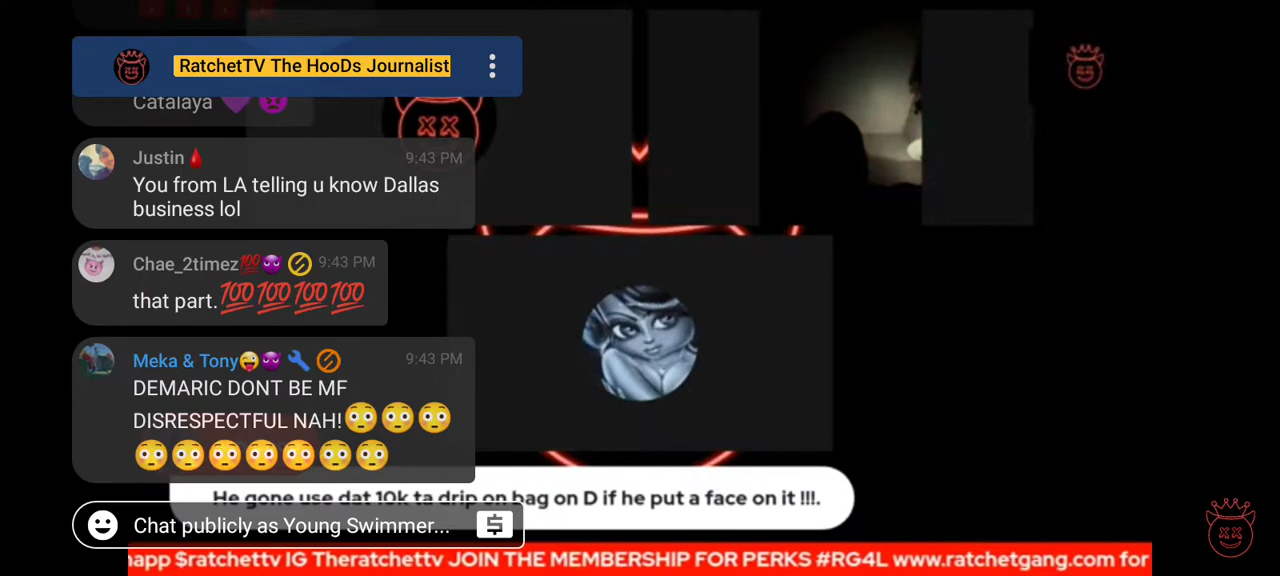 RatchetTV The HooDs Journalist
Catalaya 💜👿
Justin🩸 9:43 PM
You from LA telling u know Dallas
business lol
Chae_2timez💯😈 9:43 PM
that part.💯💯💯💯
Meka & Tony😜😈 9:43 PM
DEMARIC DONT BE MF
DISRESPECTFUL NAH!😳😳😳
😳😳😳😳😳😳😳
He gone use dat 10k ta drip on bag on D if he put a face on it !!!.
Chat publicly as Young Swimmer...
app $ratchettv IG Theratchettv JOIN THE MEMBERSHIP FOR PERKS #RG4L www.ratchetgang.com for